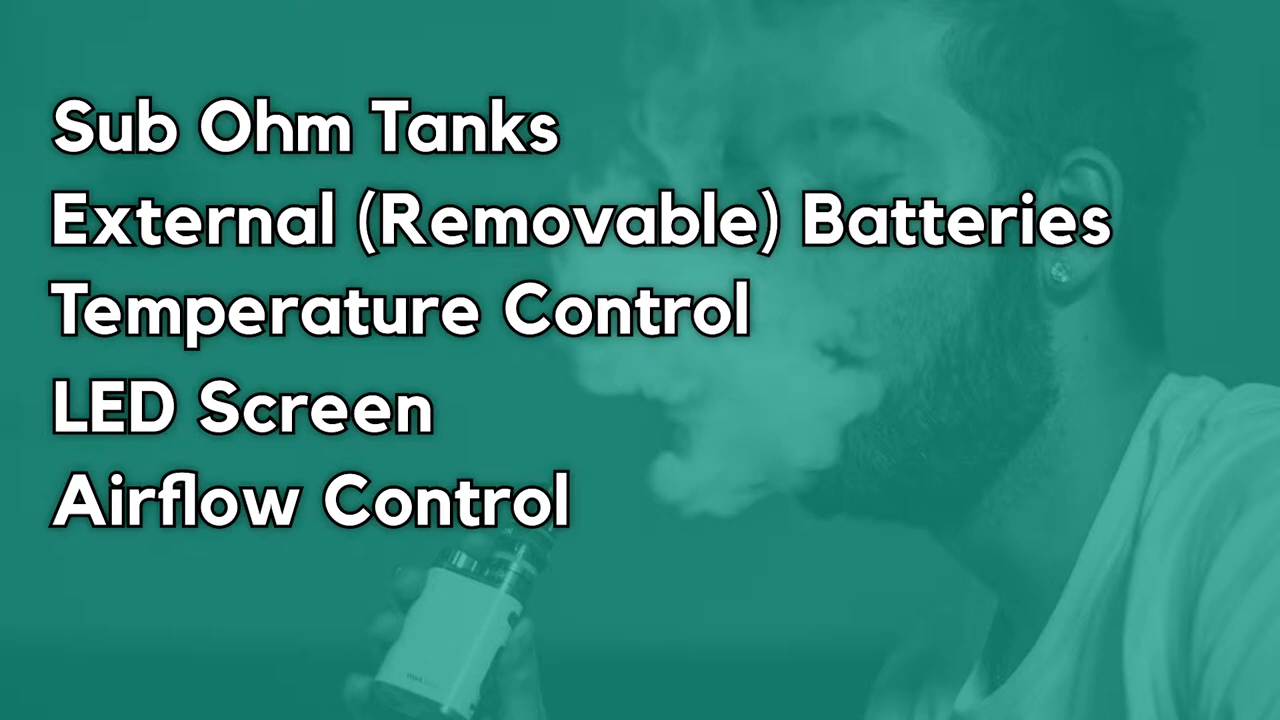 Sub Ohm Tanks
External (Removable) Batteries
Temperature Control
LED Screen
Airflow Control